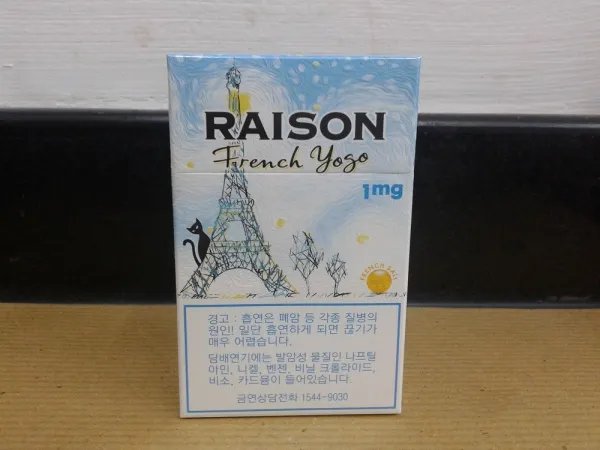 RAISON
French Yogo
1mg
경고 : 흡연은 폐암 등 각종 질병의
원인!! 일단 흡연하게 되면 끊기가
매우 어렵습니다.
담배연기에는 발암성 물질인 나프틸
아민, 니켈, 벤젠, 비닐 크롤라이드,
비소, 카드뮴이 들어있습니다.
금연상담전화 1544-9030